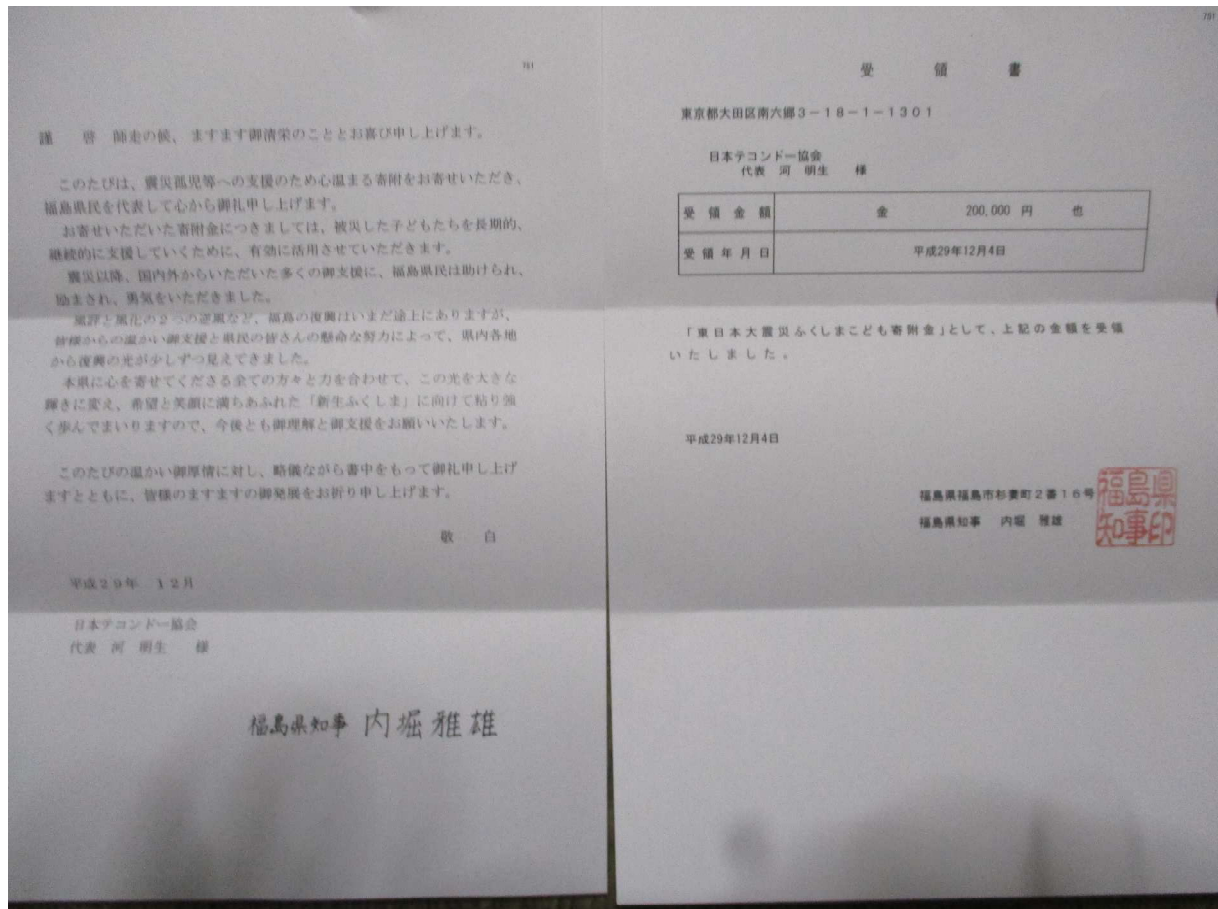 781
謹　啓　師走の候、ますます御清栄のこととお喜び申し上げます。
このたびは、震災孤児等への支援のため心温まる寄附をお寄せいただき、
福島県民を代表して心から御礼申し上げます。
お寄せいただいた寄附金につきましては、被災した子どもたちを長期的、
継続的に支援していくために、有効に活用させていただきます。
震災以降、国内外からいただいた多くの御支援に、福島県民は助けられ、
励まされ、勇気をいただきました。
風評と風化の2つの逆風など、福島の復興はいまだ途上にありますが、
皆様からの温かい御支援と県民の皆さんの懸命な努力によって、県内各地
から復興の光が少しずつ見えてきました。
本県に心を寄せてくださる全ての方々と力を合わせて、この光を大きな
輝きに変え、希望と笑顔に満ちあふれた「新生ふくしま」に向けて粘り強
く歩んでまいりますので、今後とも御理解と御支援をお願いいたします。
このたびの温かい御厚情に対し、略儀ながら書中をもって御礼申し上げ
ますとともに、皆様のますますの御発展をお祈り申し上げます。
敬　白
平成29年　12月
日本テコンドー協会
代表　河　明生　様
福島県知事 内堀雅雄
781
受　領　書
東京都大田区南六郷3-18-1-1301
日本テコンドー協会
代表　河　明生　様
受領金額　金　200,000　円　也
受領年月日　平成29年12月4日
「東日本大震災ふくしまこども寄附金」として、上記の金額を受領
いたしました。
平成29年12月4日
福島県福島市杉妻町2番16号
福島県知事　内堀　雅雄
福島県
知事印